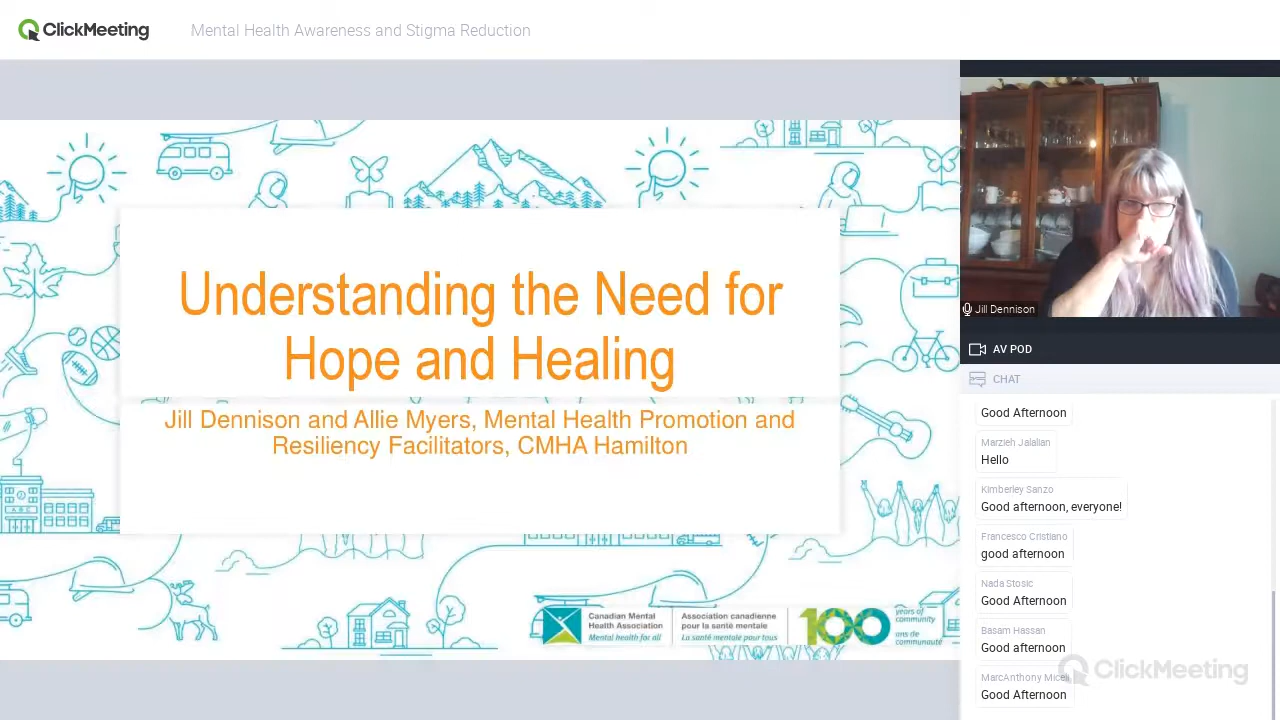 ClickMeeting
Mental Health Awareness and Stigma Reduction
Understanding the Need for
Hope and Healing
Jill Dennison and Allie Myers, Mental Health Promotion and
Resiliency Facilitators, CMHA Hamilton
Canadian Mental
Health Association
Mental health for all
Association canadienne
pour la santé mentale
La santé mentale pour tous
100
years of
community
ans de
communauté
Jill Dennison
AV POD
CHAT
Good Afternoon
Marzieh Jalalian
Hello
Kimberley Sanzo
Good afternoon, everyone!
Francesco Cristiano
good afternoon
Nada Stosic
Good Afternoon
Basam Hassan
Good afternoon
MarcAnthony Miceli
Good Afternoon
ClickMeeting